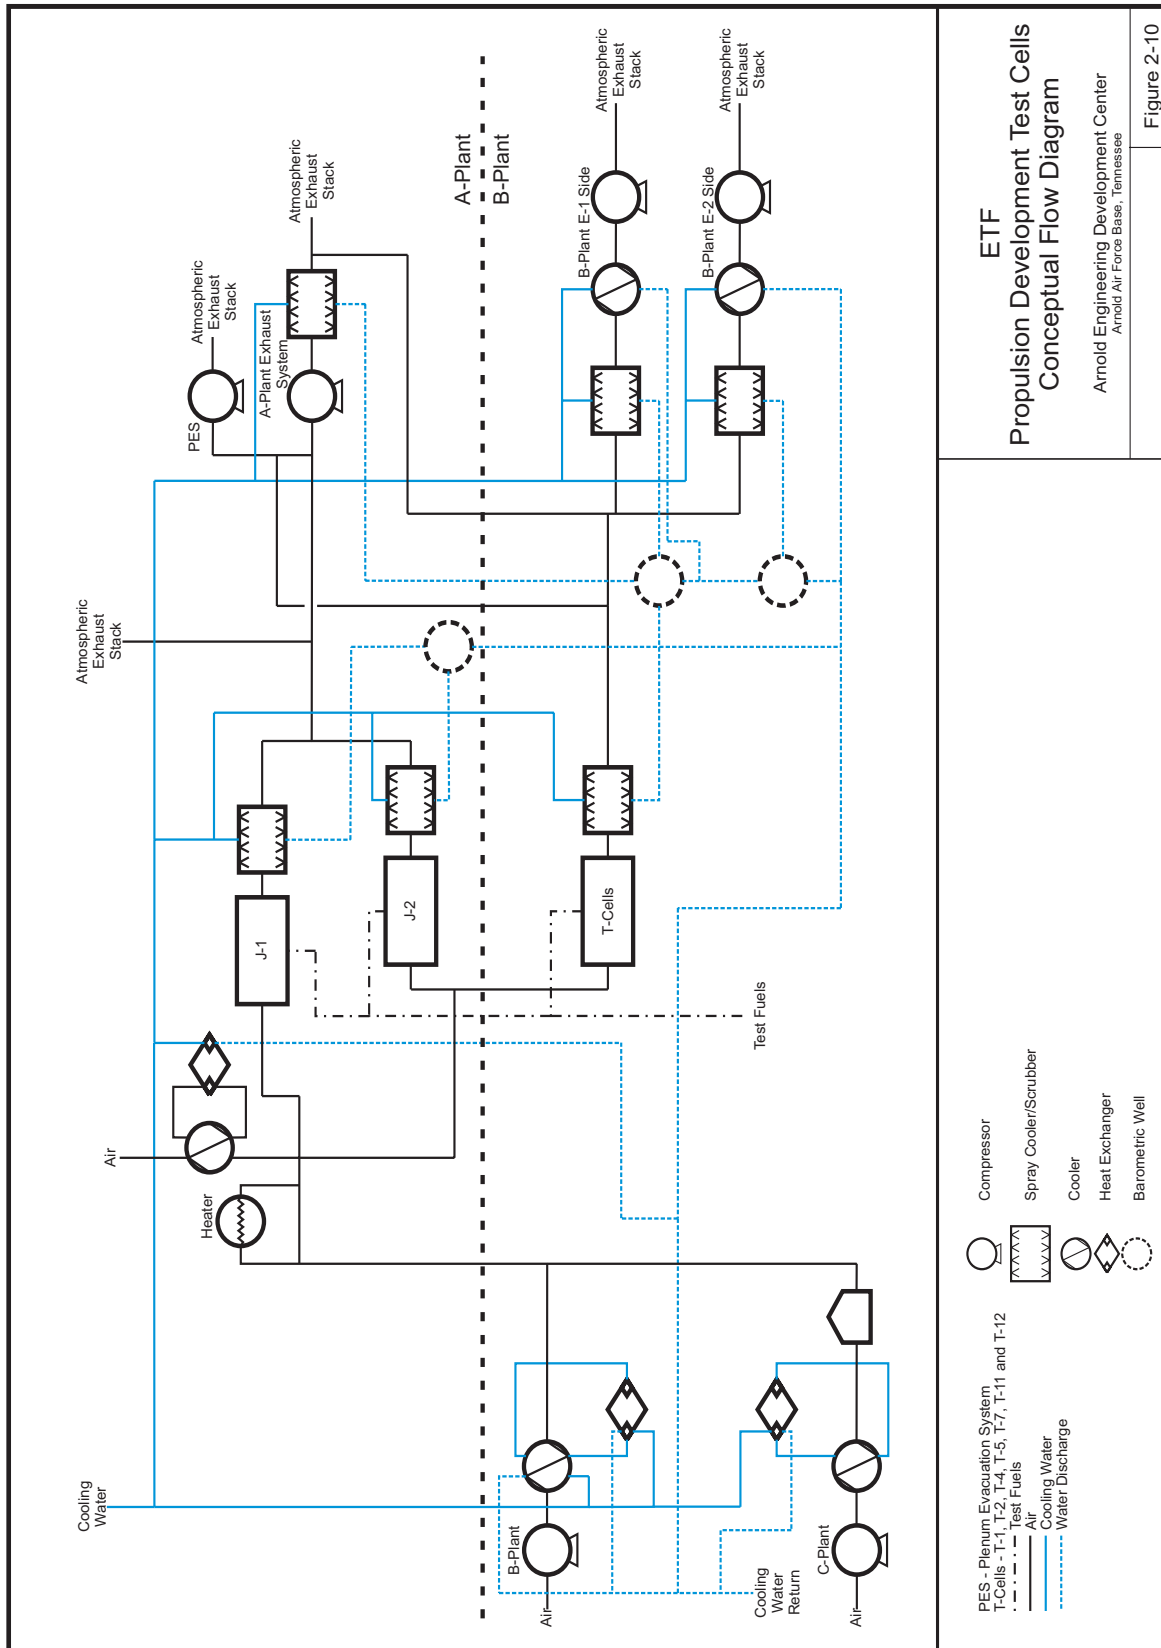 Cooling
Water
Air
Heater
J-1
J-2
T-Cells
Test Fuels
Atmospheric
Exhaust
Stack
PES
Atmospheric
Exhaust
Stack
A-Plant Exhaust
System
Atmospheric
Exhaust
Stack
A-Plant
B-Plant
B-Plant E-1 Side
Atmospheric
Exhaust
Stack
B-Plant E-2 Side
Atmospheric
Exhaust
Stack
B-Plant
Air
Cooling
Water
Return
C-Plant
Air
PES - Plenum Evacuation System
T-Cells - T-1, T-2, T-4, T-5, T-7, T-11 and T-12
Test Fuels
Air
Cooling Water
Water Discharge
Compressor
Spray Cooler/Scrubber
Cooler
Heat Exchanger
Barometric Well
ETF
Propulsion Development Test Cells
Conceptual Flow Diagram
Arnold Engineering Development Center
Arnold Air Force Base, Tennessee
Figure 2-10